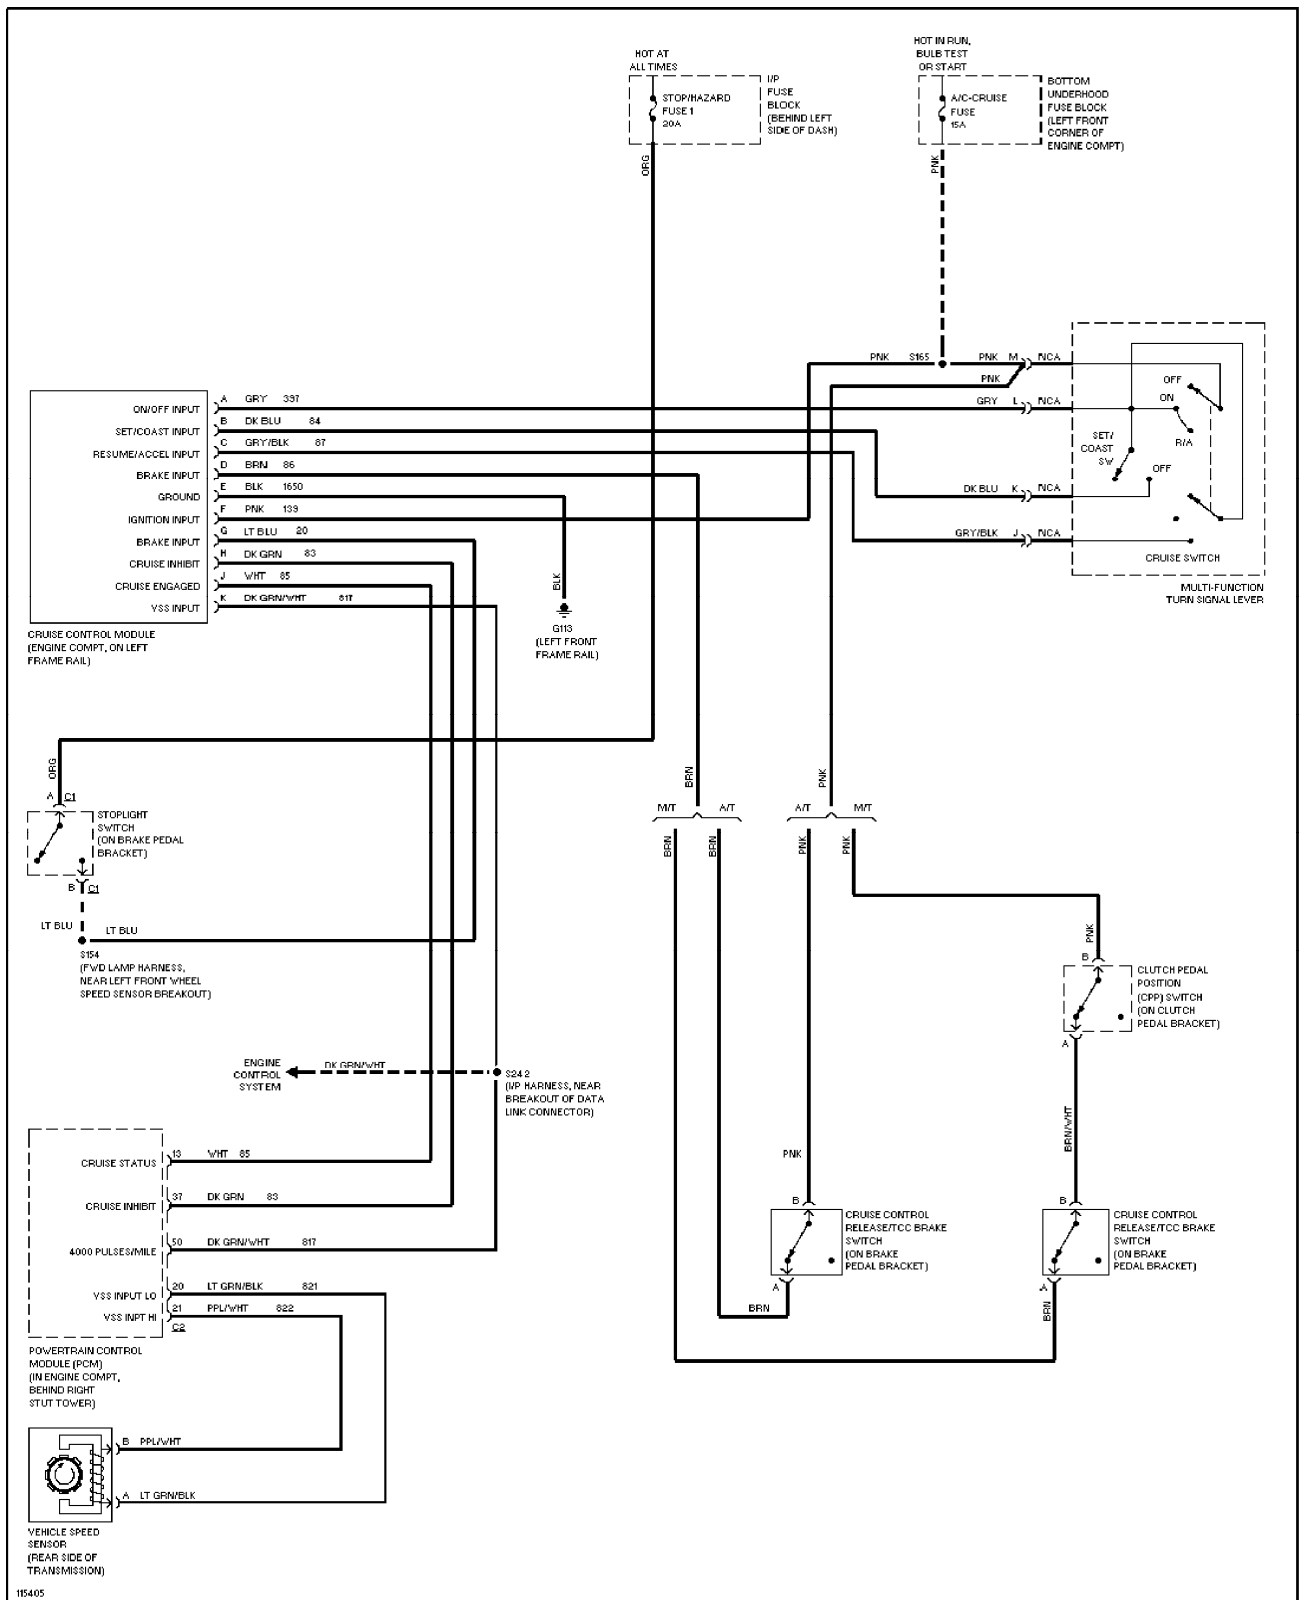 HOT AT
ALL TIMES
STOP/HAZARD
FUSE 1
20A
I/P
FUSE
BLOCK
(BEHIND LEFT
SIDE OF DASH)
ORG
HOT IN RUN,
BULB TEST
OR START
A/C-CRUISE
FUSE
15A
BOTTOM
UNDERHOOD
FUSE BLOCK
(LEFT FRONT
CORNER OF
ENGINE COMPT)
PNK
PNK S165 PNK M NCA
PNK
GRY L NCA
DK BLU K NCA
GRY/BLK J NCA
OFF
ON
R/A
SET/
COAST
SW
OFF
CRUISE SWITCH
MULTI-FUNCTION
TURN SIGNAL LEVER
ON/OFF INPUT A GRY 397
SET/COAST INPUT B DK BLU 84
RESUME/ACCEL INPUT C GRY/BLK 87
BRAKE INPUT D BRN 86
GROUND E BLK 1650
IGNITION INPUT F PNK 139
BRAKE INPUT G LT BLU 20
CRUISE INHIBIT H DK GRN 83
CRUISE ENGAGED J WHT 85
VSS INPUT K DK GRN/WHT 817
CRUISE CONTROL MODULE
(ENGINE COMPT, ON LEFT
FRAME RAIL)
BLK
G113
(LEFT FRONT
FRAME RAIL)
ORG
A C1
STOPLIGHT
SWITCH
(ON BRAKE PEDAL
BRACKET)
B C1
LT BLU LT BLU
S154
(FWD LAMP HARNESS,
NEAR LEFT FRONT WHEEL
SPEED SENSOR BREAKOUT)
BRN
M/T A/T
BRN BRN
PNK
A/T M/T
PNK PNK
PNK
B
CLUTCH PEDAL
POSITION
(CPP) SWITCH
(ON CLUTCH
PEDAL BRACKET)
A
BRN/WHT
ENGINE
CONTROL
SYSTEM
DK GRN/WHT
S242
(I/P HARNESS, NEAR
BREAKOUT OF DATA
LINK CONNECTOR)
CRUISE STATUS 13 WHT 85
CRUISE INHIBIT 37 DK GRN 83
4000 PULSES/MILE 50 DK GRN/WHT 817
VSS INPUT LO 20 LT GRN/BLK 821
VSS INPT HI 21 PPL/WHT 822
C2
POWERTRAIN CONTROL
MODULE (PCM)
(IN ENGINE COMPT,
BEHIND RIGHT
STUT TOWER)
PNK
B
CRUISE CONTROL
RELEASE/TCC BRAKE
SWITCH
(ON BRAKE
PEDAL BRACKET)
A
BRN
B
CRUISE CONTROL
RELEASE/TCC BRAKE
SWITCH
(ON BRAKE
PEDAL BRACKET)
A
BRN
B PPL/WHT
A LT GRN/BLK
VEHICLE SPEED
SENSOR
(REAR SIDE OF
TRANSMISSION)
115405